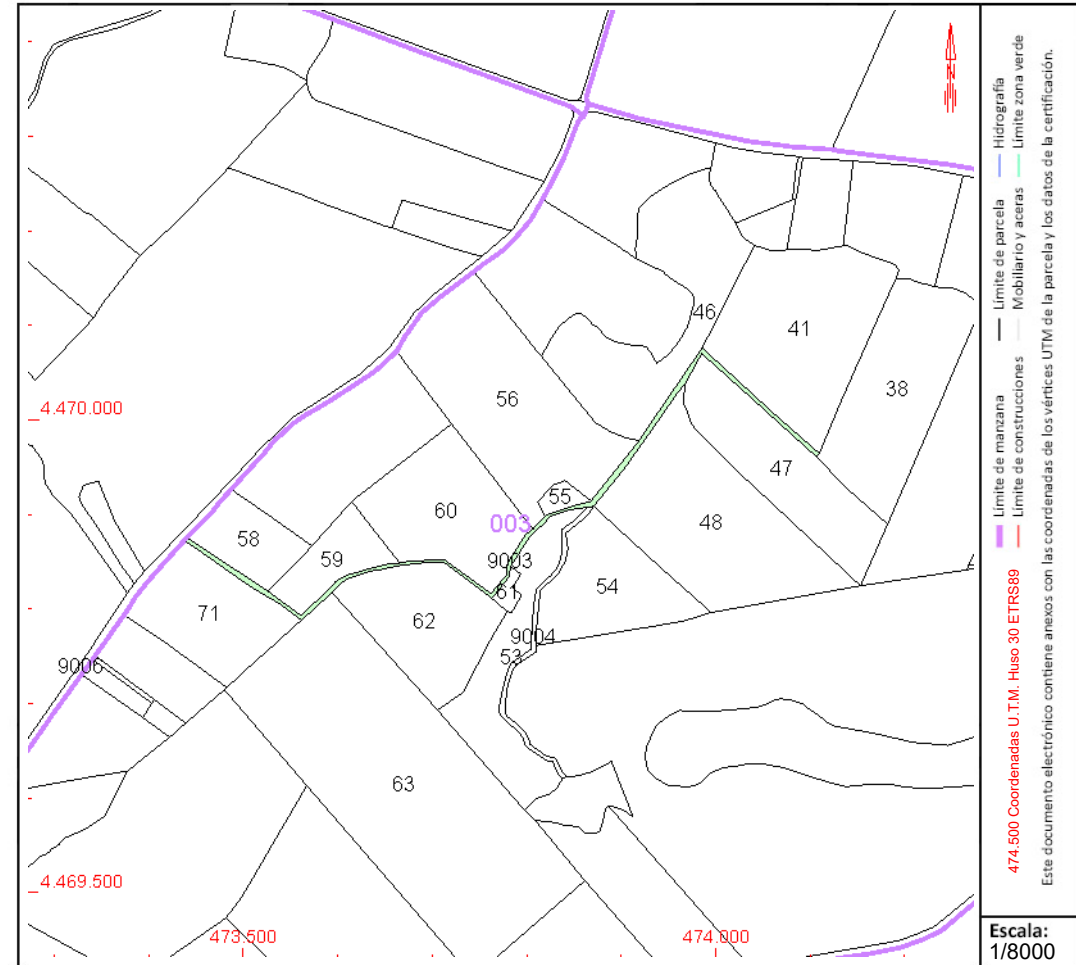 46
41
38
4.470.000
56
47
55
48
60
003
58
59
9003
61
54
71
62
9004
53
9006
63
4.469.500
473.500
474.000
N
Límite de manzana
Límite de parcela
Hidrografía
Límite de construcciones
Mobiliario y aceras
Límite zona verde
474.500 Coordenadas U.T.M. Huso 30 ETRS89
Este documento electrónico contiene anexos con las coordenadas de los vértices UTM de la parcela y los datos de la certificación.
Escala:
1/8000